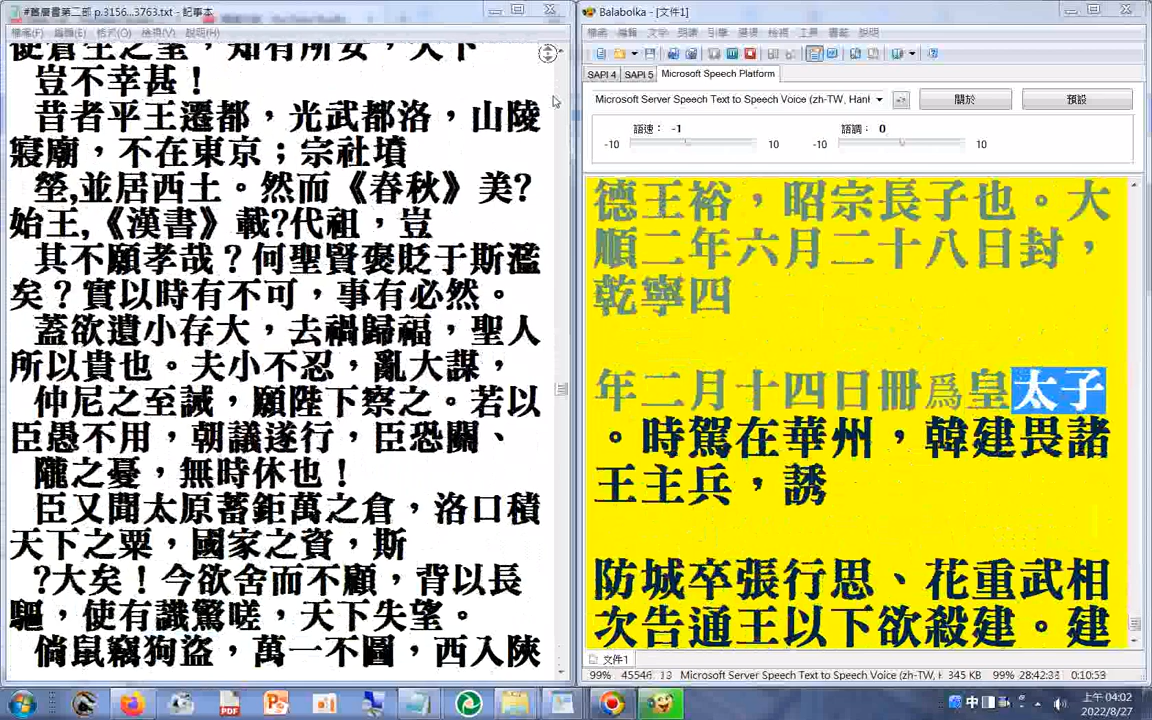 #舊唐書第二部 p.3156...3763.txt - 記事本
檔案(F) 編輯(E) 格式(O) 檢視(V) 說明(H)
使蒼生之望，知有所安，天下
豈不幸甚！
昔者平王遷都，光武都洛，山陵
寢廟，不在東京；宗社墳
塋,並居西土。然而《春秋》美?
始王,《漢書》載?代祖，豈
其不願孝哉？何聖賢褒貶于斯濫
矣？實以時有不可，事有必然。
蓋欲遺小存大，去禍歸福，聖人
所以貴也。夫小不忍，亂大謀，
仲尼之至誡，願陛下察之。若以
臣愚不用，朝議遂行，臣恐關、
隴之憂，無時休也！
臣又聞太原蓄鉅萬之倉，洛口積
天下之粟，國家之資，斯
?大矣！今欲舍而不顧，背以長
驅，使有識驚嗟，天下失望。
倘鼠竊狗盜，萬一不圖，西入陝
Balabolka - [文件1]
檔案 編輯 文字 朗讀 引擎 選項 檢視 工具 書籤 說明
SAPI 4 SAPI 5 Microsoft Speech Platform
Microsoft Server Speech Text to Speech Voice (zh-TW, Hanl 關於 預設
語速： -1 語調： 0
-10 10 -10 10
德王裕，昭宗長子也。大
順二年六月二十八日封，
乾寧四
年二月十四日冊爲皇太子
。時駕在華州，韓建畏諸
王主兵，誘
防城卒張行思、花重武相
次告通王以下欲殺建。建
文件1
99% 45546 : 13 Microsoft Server Speech Text to Speech Voice (zh-TW, H 345 KB 99% 28:42:34 0:10:59
中 上午 04:02
2022/8/27